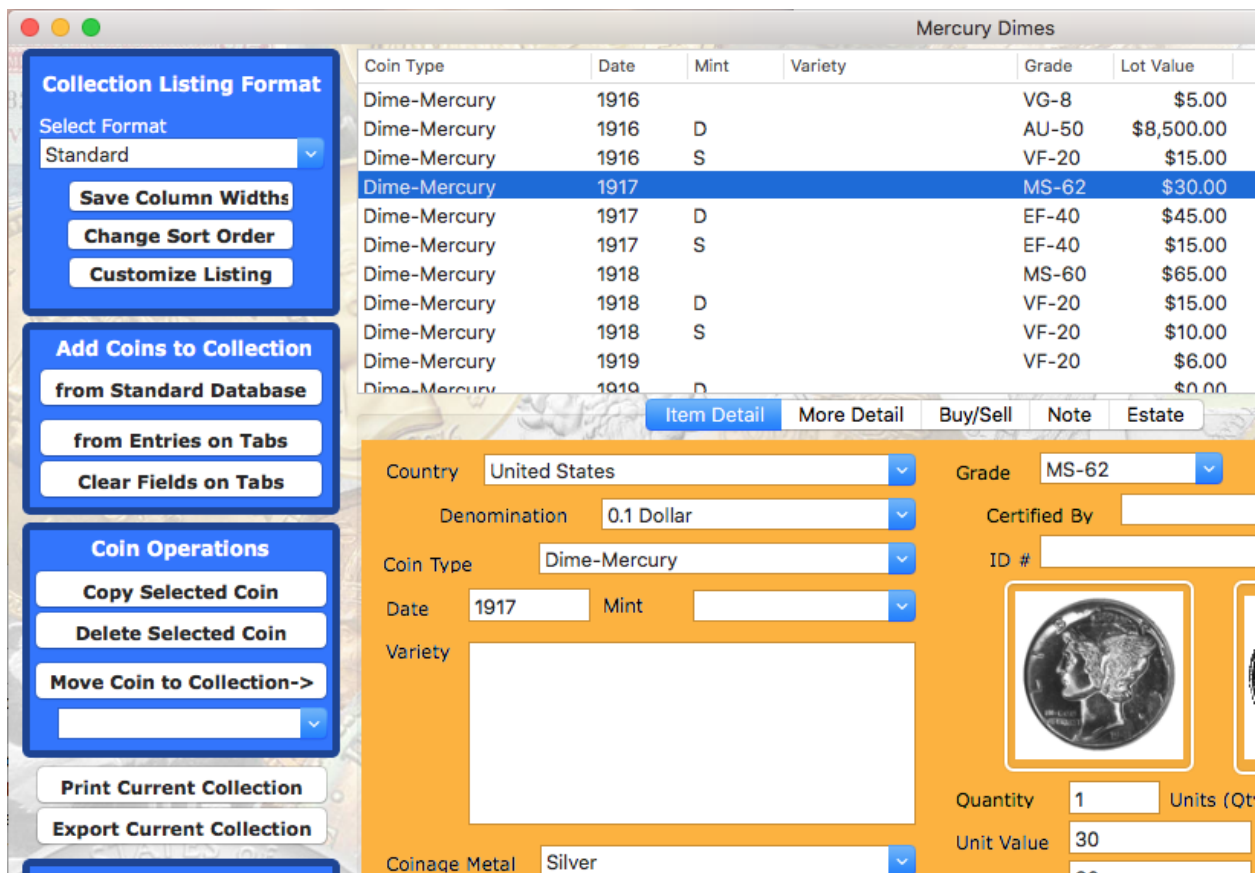 Mercury Dimes
Collection Listing Format
Select Format
Standard
Save Column Widths
Change Sort Order
Customize Listing
Add Coins to Collection
from Standard Database
from Entries on Tabs
Clear Fields on Tabs
Coin Operations
Copy Selected Coin
Delete Selected Coin
Move Coin to Collection->
Print Current Collection
Export Current Collection
Coin Type Date Mint Variety Grade Lot Value
Dime-Mercury 1916 VG-8 $5.00
Dime-Mercury 1916 D AU-50 $8,500.00
Dime-Mercury 1916 S VF-20 $15.00
Dime-Mercury 1917 MS-62 $30.00
Dime-Mercury 1917 D EF-40 $45.00
Dime-Mercury 1917 S EF-40 $15.00
Dime-Mercury 1918 MS-60 $65.00
Dime-Mercury 1918 D VF-20 $15.00
Dime-Mercury 1918 S VF-20 $10.00
Dime-Mercury 1919 VF-20 $6.00
Dime-Mercury 1919 D $0.00
Item Detail More Detail Buy/Sell Note Estate
Country United States Grade MS-62
Denomination 0.1 Dollar Certified By
Coin Type Dime-Mercury ID #
Date 1917 Mint
Variety
Quantity 1 Units (Qt
Unit Value 30
Coinage Metal Silver